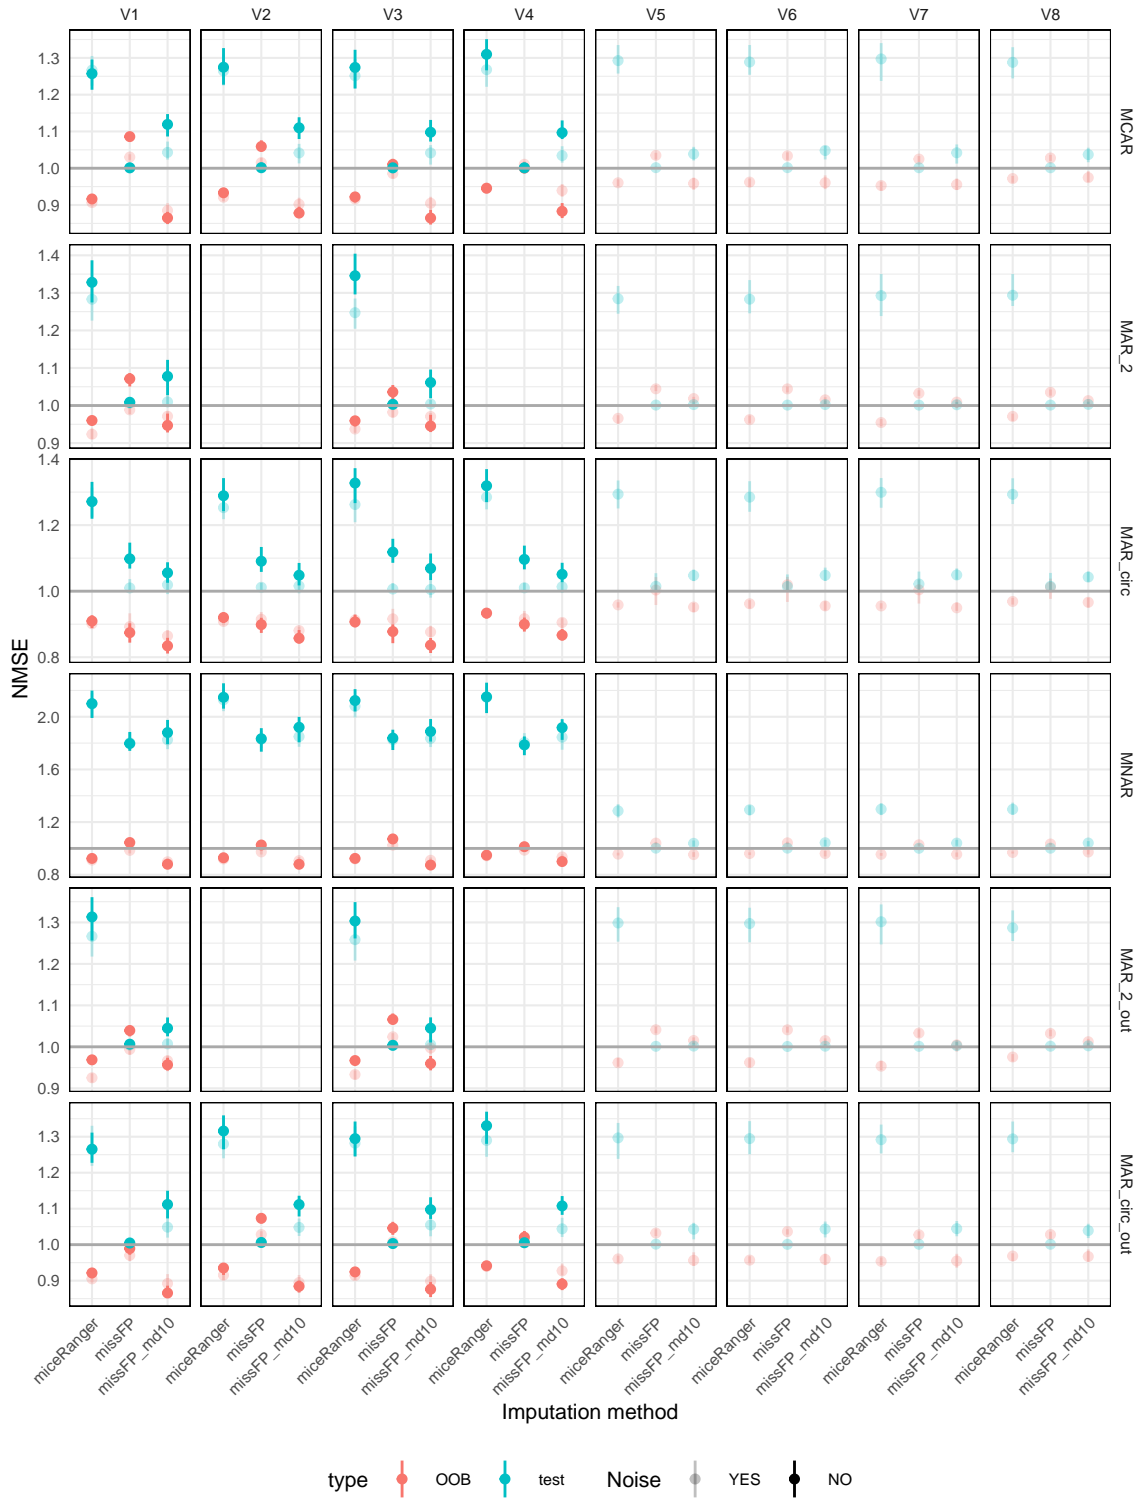 V1 V2 V3 V4 V5 V6 V7 V8
1.3
1.2
1.1
1.0
0.9
MCAR
1.4
1.3
1.2
1.1
1.0
0.9
MAR_2
1.4
1.2
1.0
0.8
MAR_circ
NMSE
2.0
1.6
1.2
0.8
MNAR
1.3
1.2
1.1
1.0
0.9
MAR_2_out
1.3
1.2
1.1
1.0
0.9
MAR_circ_out
miceRanger missFP missFP_md10 miceRanger missFP missFP_md10 miceRanger missFP missFP_md10 miceRanger missFP missFP_md10 miceRanger missFP missFP_md10 miceRanger missFP missFP_md10 miceRanger missFP missFP_md10 miceRanger missFP missFP_md10
Imputation method
type OOB test Noise YES NO